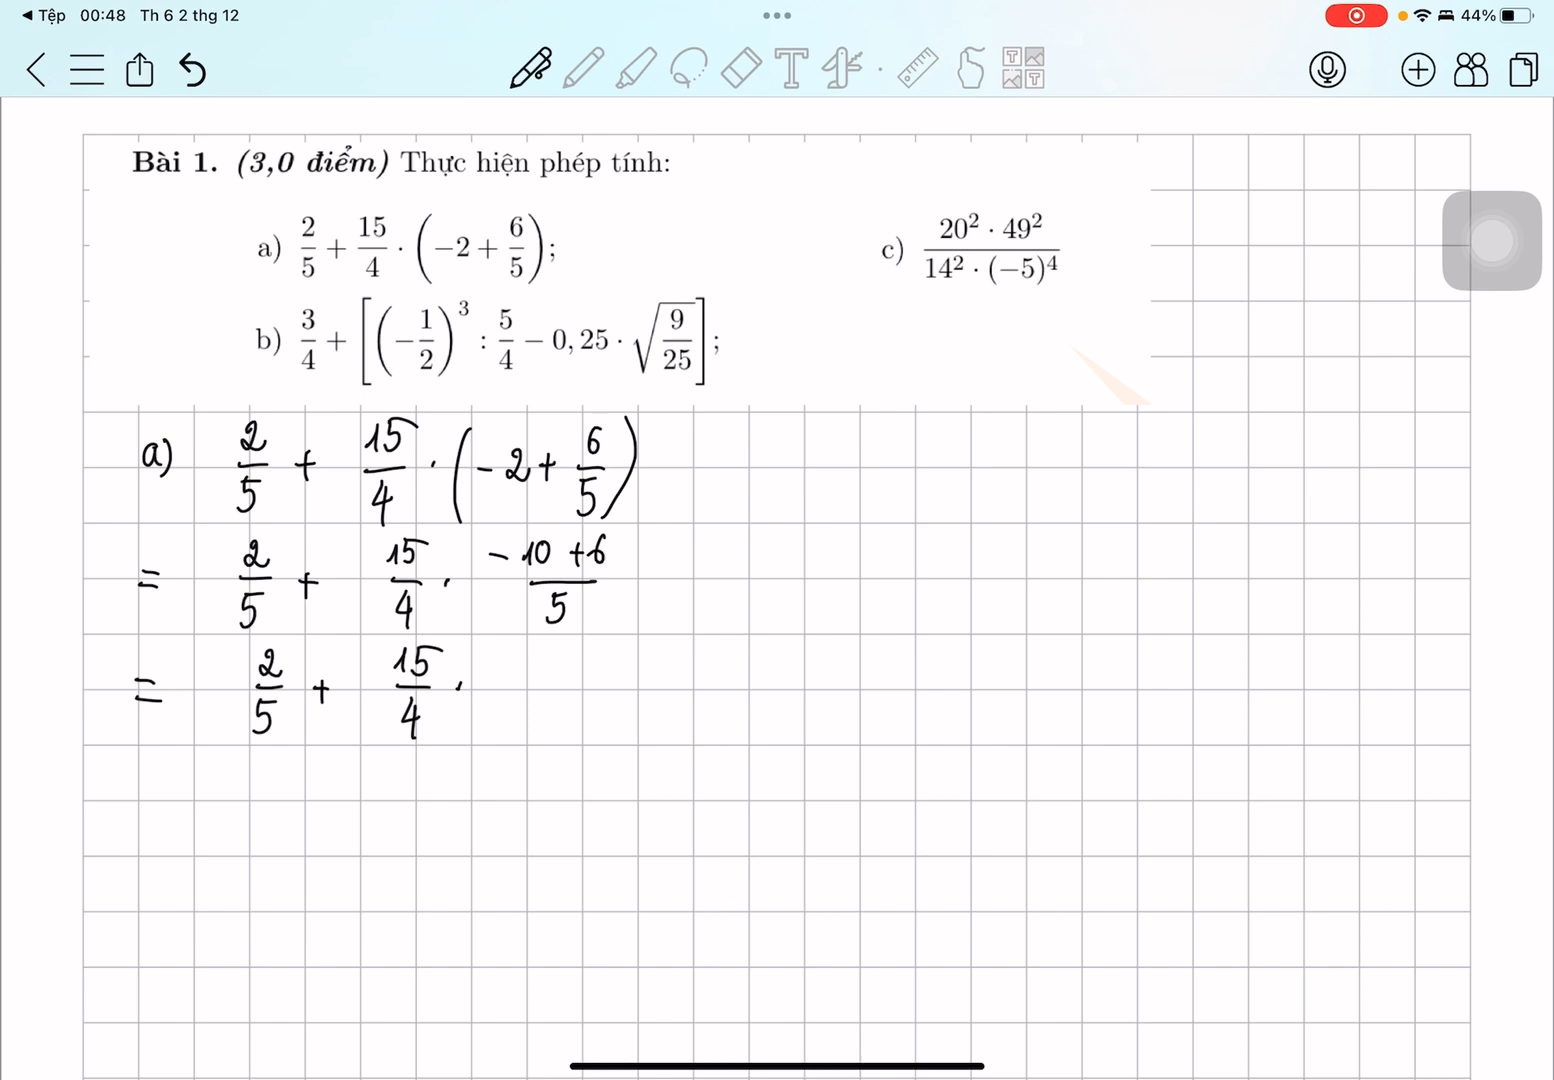 ◀ Tệp 00:48 Th 6 2 thg 12 44%
Bài 1. (3,0 điểm) Thực hiện phép tính:
a) 2/5 + 15/4 · (−2 + 6/5);
c) (20² · 49²)/(14² · (−5)⁴)
b) 3/4 + [(−1/2)³ : 5/4 − 0,25 · √(9/25)];
a) 2/5 + 15/4 · (−2 + 6/5)
= 2/5 + 15/4 · (−10 + 6)/5
= 2/5 + 15/4 ·